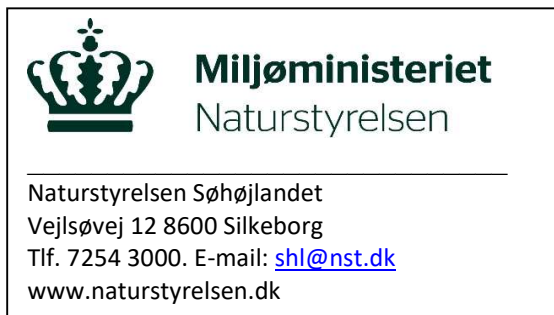 Miljøministeriet
Naturstyrelsen
Naturstyrelsen Søhøjlandet
Vejlsøvej 12 8600 Silkeborg
Tlf. 7254 3000. E-mail: shl@nst.dk
www.naturstyrelsen.dk